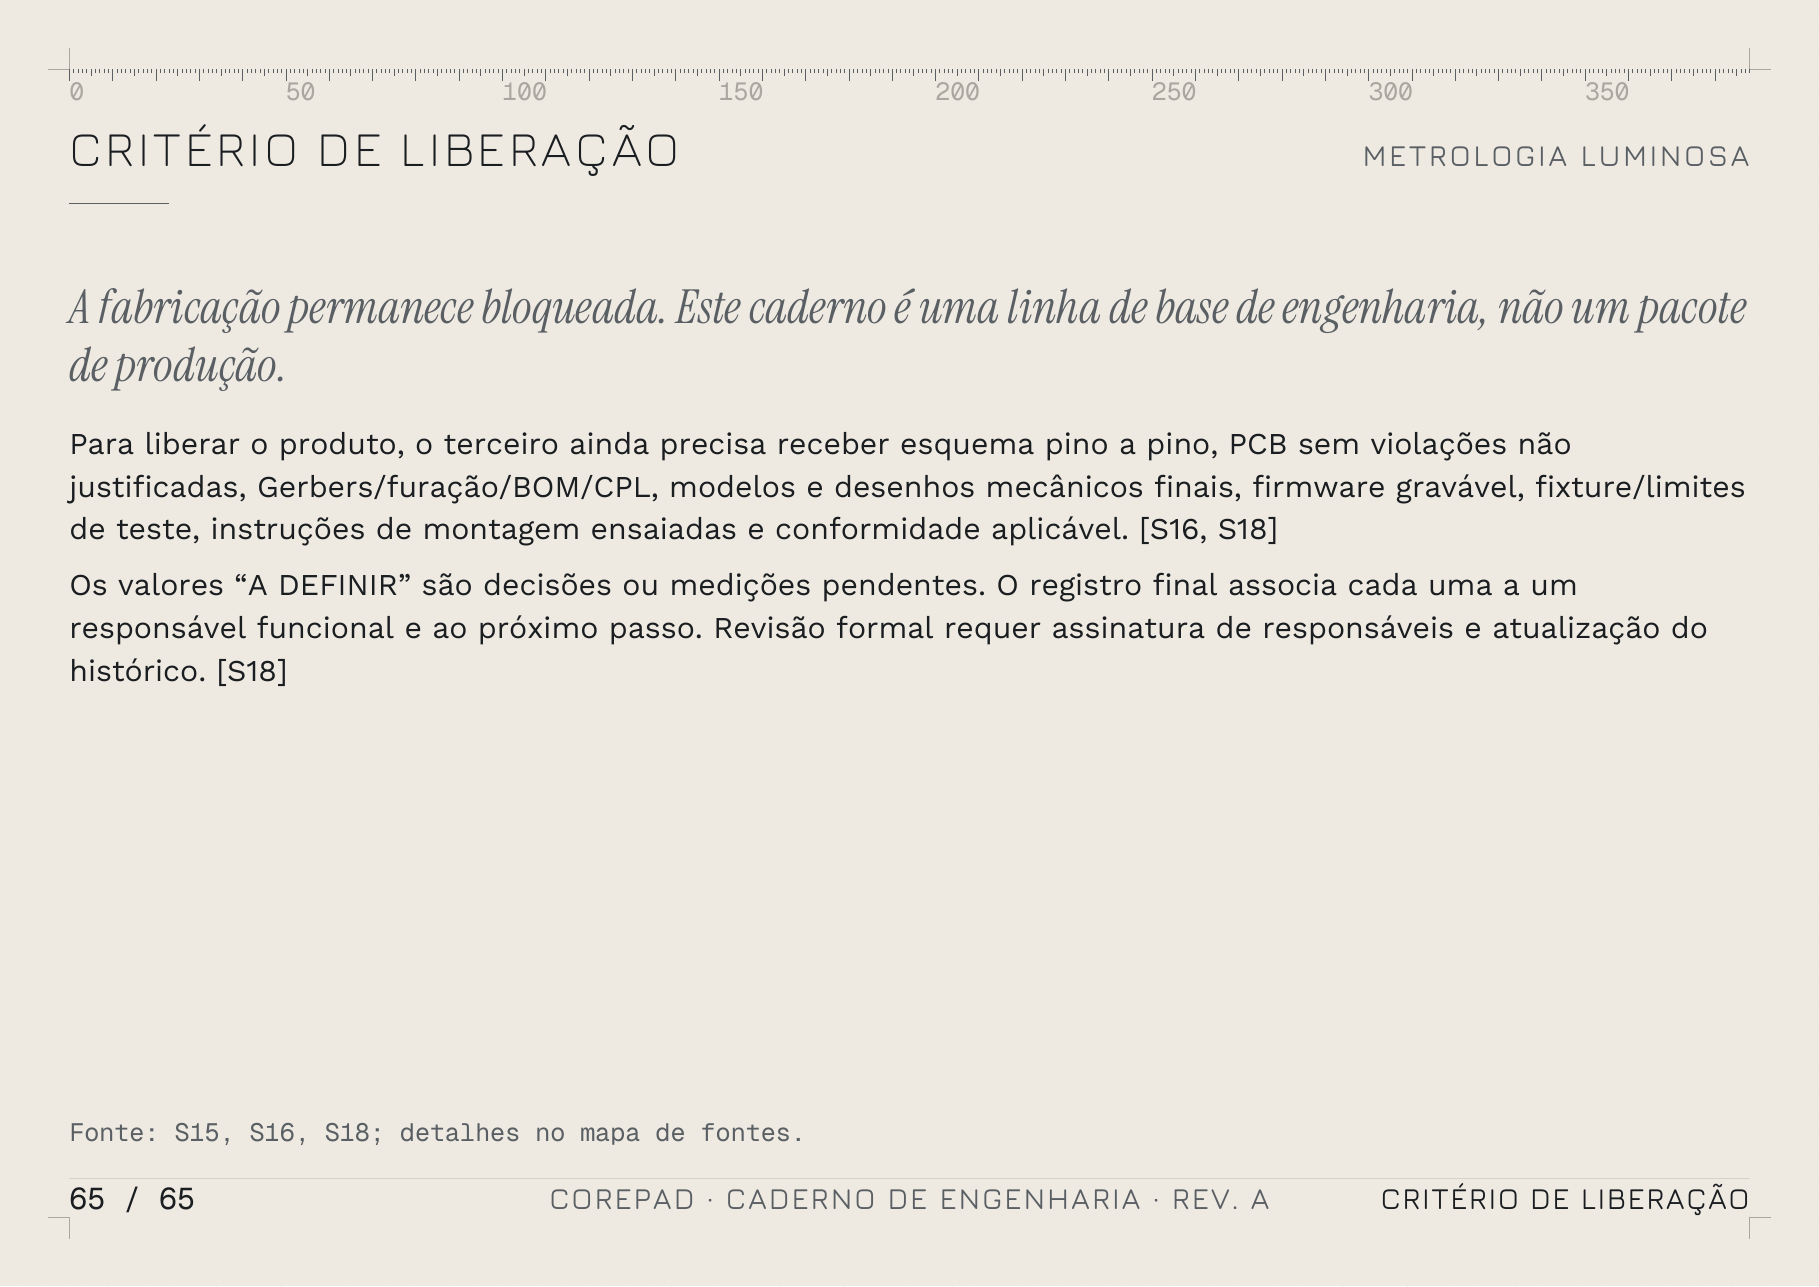 0 50 100 150 200 250 300 350
CRITÉRIO DE LIBERAÇÃO
METROLOGIA LUMINOSA
A fabricação permanece bloqueada. Este caderno é uma linha de base de engenharia, não um pacote
de produção.
Para liberar o produto, o terceiro ainda precisa receber esquema pino a pino, PCB sem violações não
justificadas, Gerbers/furação/BOM/CPL, modelos e desenhos mecânicos finais, firmware gravável, fixture/limites
de teste, instruções de montagem ensaiadas e conformidade aplicável. [S16, S18]
Os valores “A DEFINIR” são decisões ou medições pendentes. O registro final associa cada uma a um
responsável funcional e ao próximo passo. Revisão formal requer assinatura de responsáveis e atualização do
histórico. [S18]
Fonte: S15, S16, S18; detalhes no mapa de fontes.
65 / 65
COREPAD · CADERNO DE ENGENHARIA · REV. A
CRITÉRIO DE LIBERAÇÃO